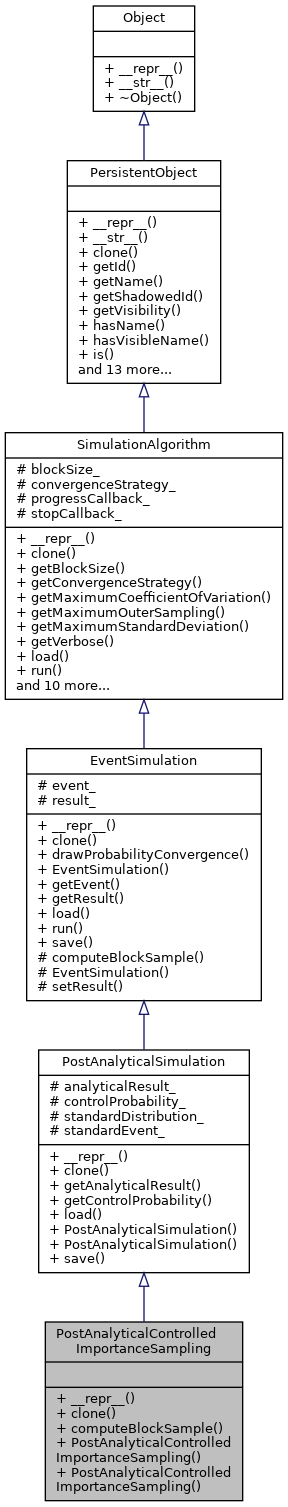 Object
+ __repr__()
+ __str__()
+ ~Object()
PersistentObject
+ __repr__()
+ __str__()
+ clone()
+ getId()
+ getName()
+ getShadowedId()
+ getVisibility()
+ hasName()
+ hasVisibleName()
+ is()
and 13 more...
SimulationAlgorithm
# blockSize_
# convergenceStrategy_
# progressCallback_
# stopCallback_
+ __repr__()
+ clone()
+ getBlockSize()
+ getConvergenceStrategy()
+ getMaximumCoefficientOfVariation()
+ getMaximumOuterSampling()
+ getMaximumStandardDeviation()
+ getVerbose()
+ load()
+ run()
and 10 more...
EventSimulation
# event_
# result_
+ __repr__()
+ clone()
+ drawProbabilityConvergence()
+ EventSimulation()
+ getEvent()
+ getResult()
+ load()
+ run()
+ save()
# computeBlockSample()
# EventSimulation()
# setResult()
PostAnalyticalSimulation
# analyticalResult_
# controlProbability_
# standardDistribution_
# standardEvent_
+ __repr__()
+ clone()
+ getAnalyticalResult()
+ getControlProbability()
+ load()
+ PostAnalyticalSimulation()
+ PostAnalyticalSimulation()
+ save()
PostAnalyticalControlled
ImportanceSampling
+ __repr__()
+ clone()
+ computeBlockSample()
+ PostAnalyticalControlled
ImportanceSampling()
+ PostAnalyticalControlled
ImportanceSampling()